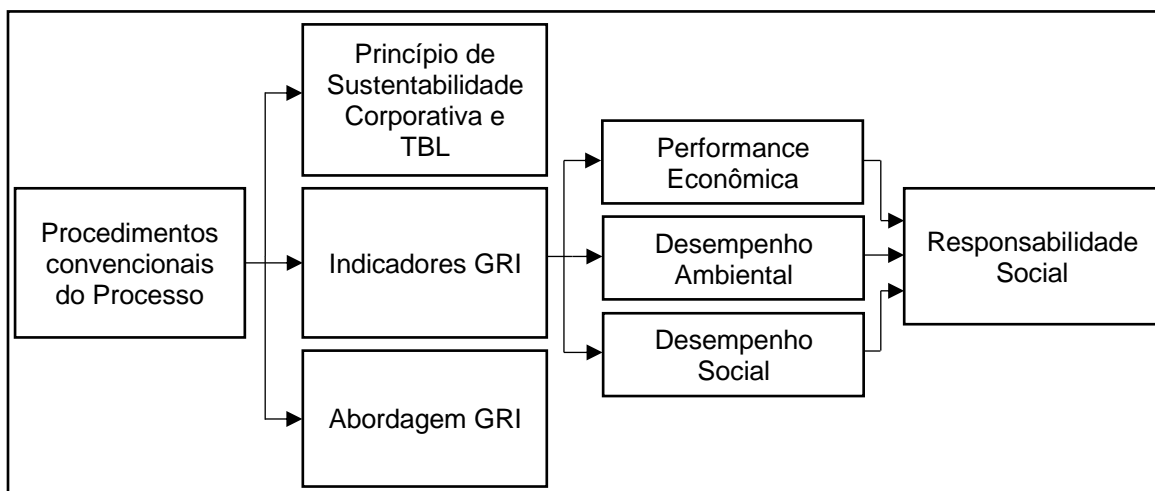 Procedimentos
convencionais
do Processo
Princípio de
Sustentabilidade
Corporativa e
TBL
Indicadores GRI
Abordagem GRI
Performance
Econômica
Desempenho
Ambiental
Desempenho
Social
Responsabilidade
Social